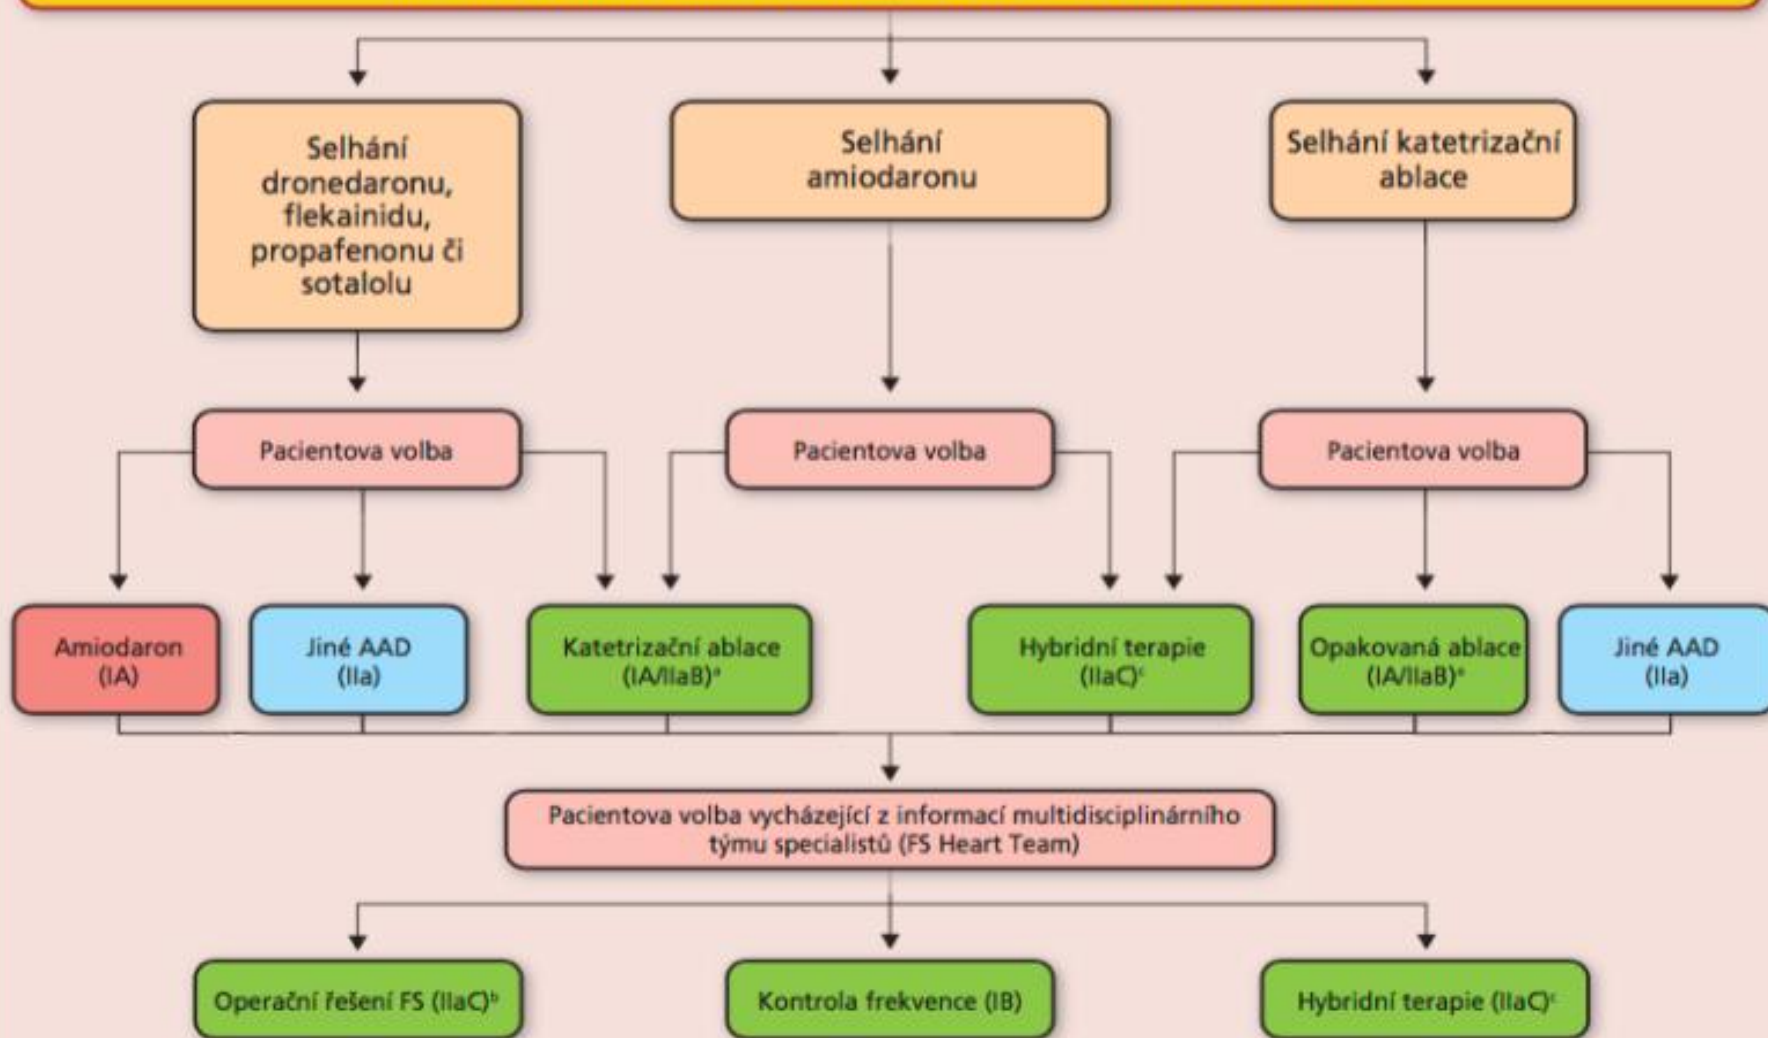 Selhání
dronedaronu,
flekainidu,
propafenonu či
sotalolu
Selhání
amiodaronu
Selhání katetrizační
ablace
Pacientova volba
Pacientova volba
Pacientova volba
Amiodaron
(IA)
Jiné AAD
(IIa)
Katetrizační ablace
(IA/IIaB)ᵃ
Hybridní terapie
(IIaC)ᶜ
Opakovaná ablace
(IA/IIaB)ᵃ
Jiné AAD
(IIa)
Pacientova volba vycházející z informací multidisciplinárního
týmu specialistů (FS Heart Team)
Operační řešení FS (IIaC)ᵇ
Kontrola frekvence (IB)
Hybridní terapie (IIaC)ᶜ